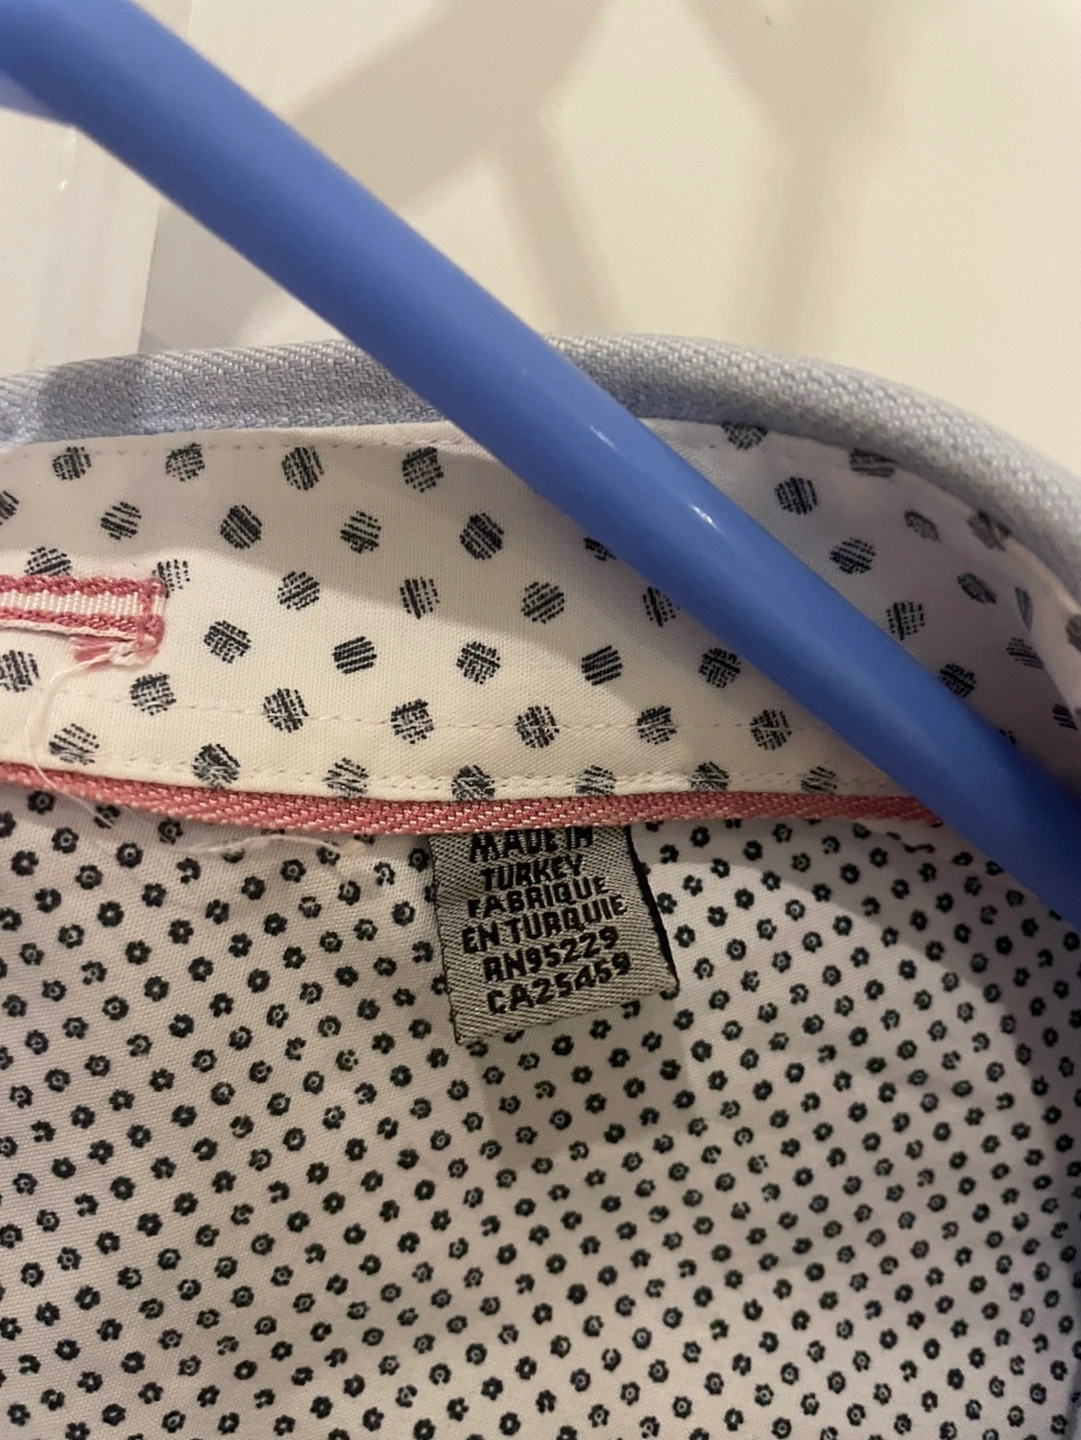 MADE IN
TURKEY
FABRIQUE
EN TURQUIE
RN95229
CA25459